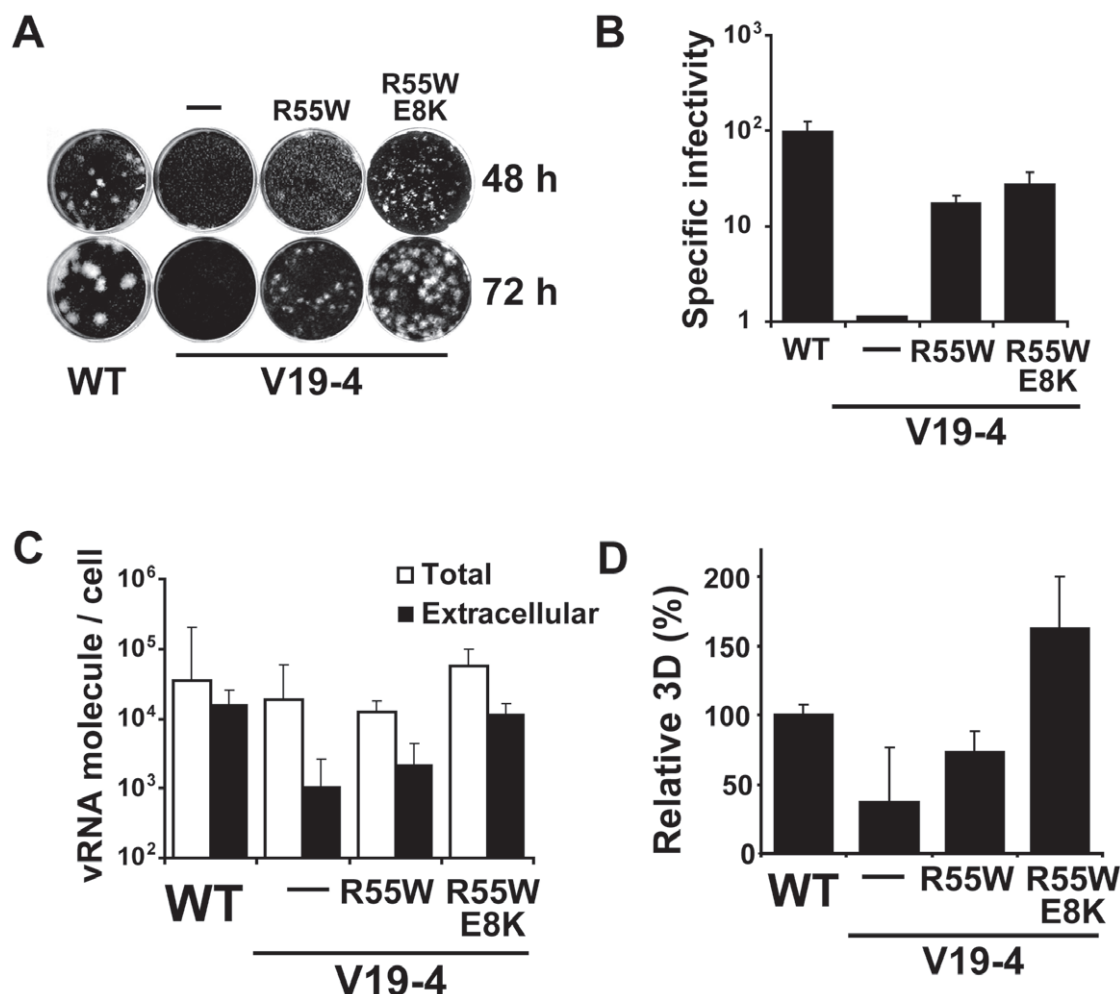 A
—
R55W
R55W
E8K
48 h
72 h
WT
V19-4
B
Specific infectivity
10³
10²
10
1
WT
—
R55W
R55W
E8K
V19-4
C
vRNA molecule / cell
10⁶
10⁵
10⁴
10³
10²
Total
Extracellular
WT
—
R55W
R55W
E8K
V19-4
D
Relative 3D (%)
200
150
100
50
0
WT
—
R55W
R55W
E8K
V19-4